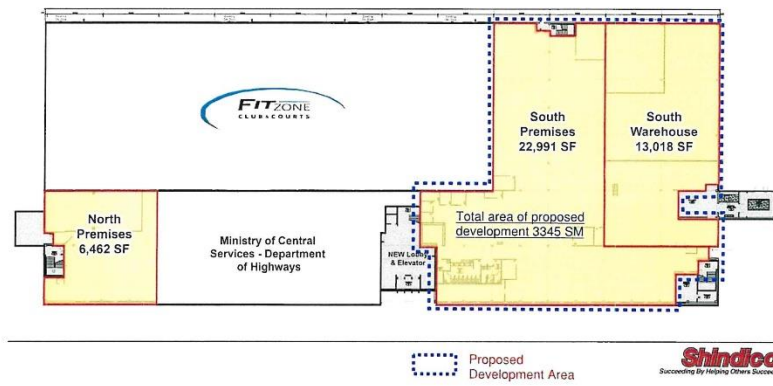 FITZONE
CLUB & COURTS
South
Premises
22,991 SF
South
Warehouse
13,018 SF
North
Premises
6,462 SF
Ministry of Central
Services - Department
of Highways
NEW Lobby
& Elevator
Total area of proposed
development 3345 SM
Proposed
Development Area
Shindico
Succeeding By Helping Others Succeed